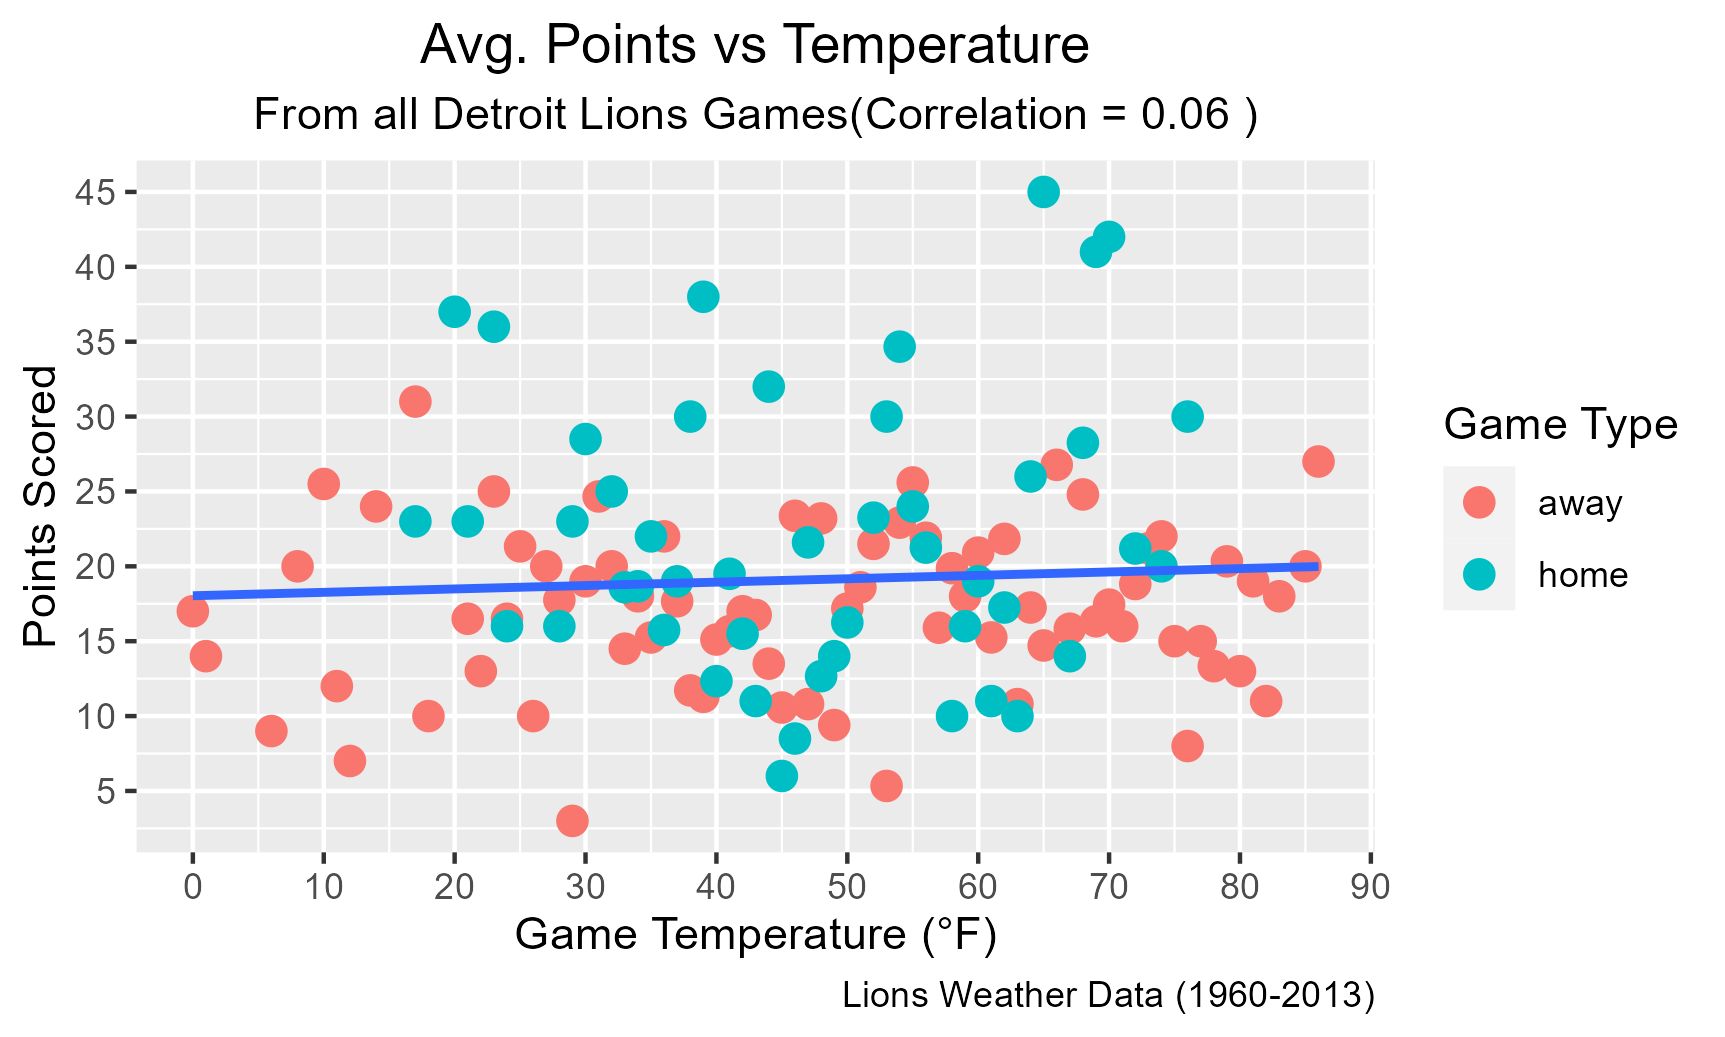 Avg. Points vs Temperature
From all Detroit Lions Games(Correlation = 0.06 )
Points Scored
45
40
35
30
25
20
15
10
5
0 10 20 30 40 50 60 70 80 90
Game Temperature (°F)
Game Type
away
home
Lions Weather Data (1960-2013)